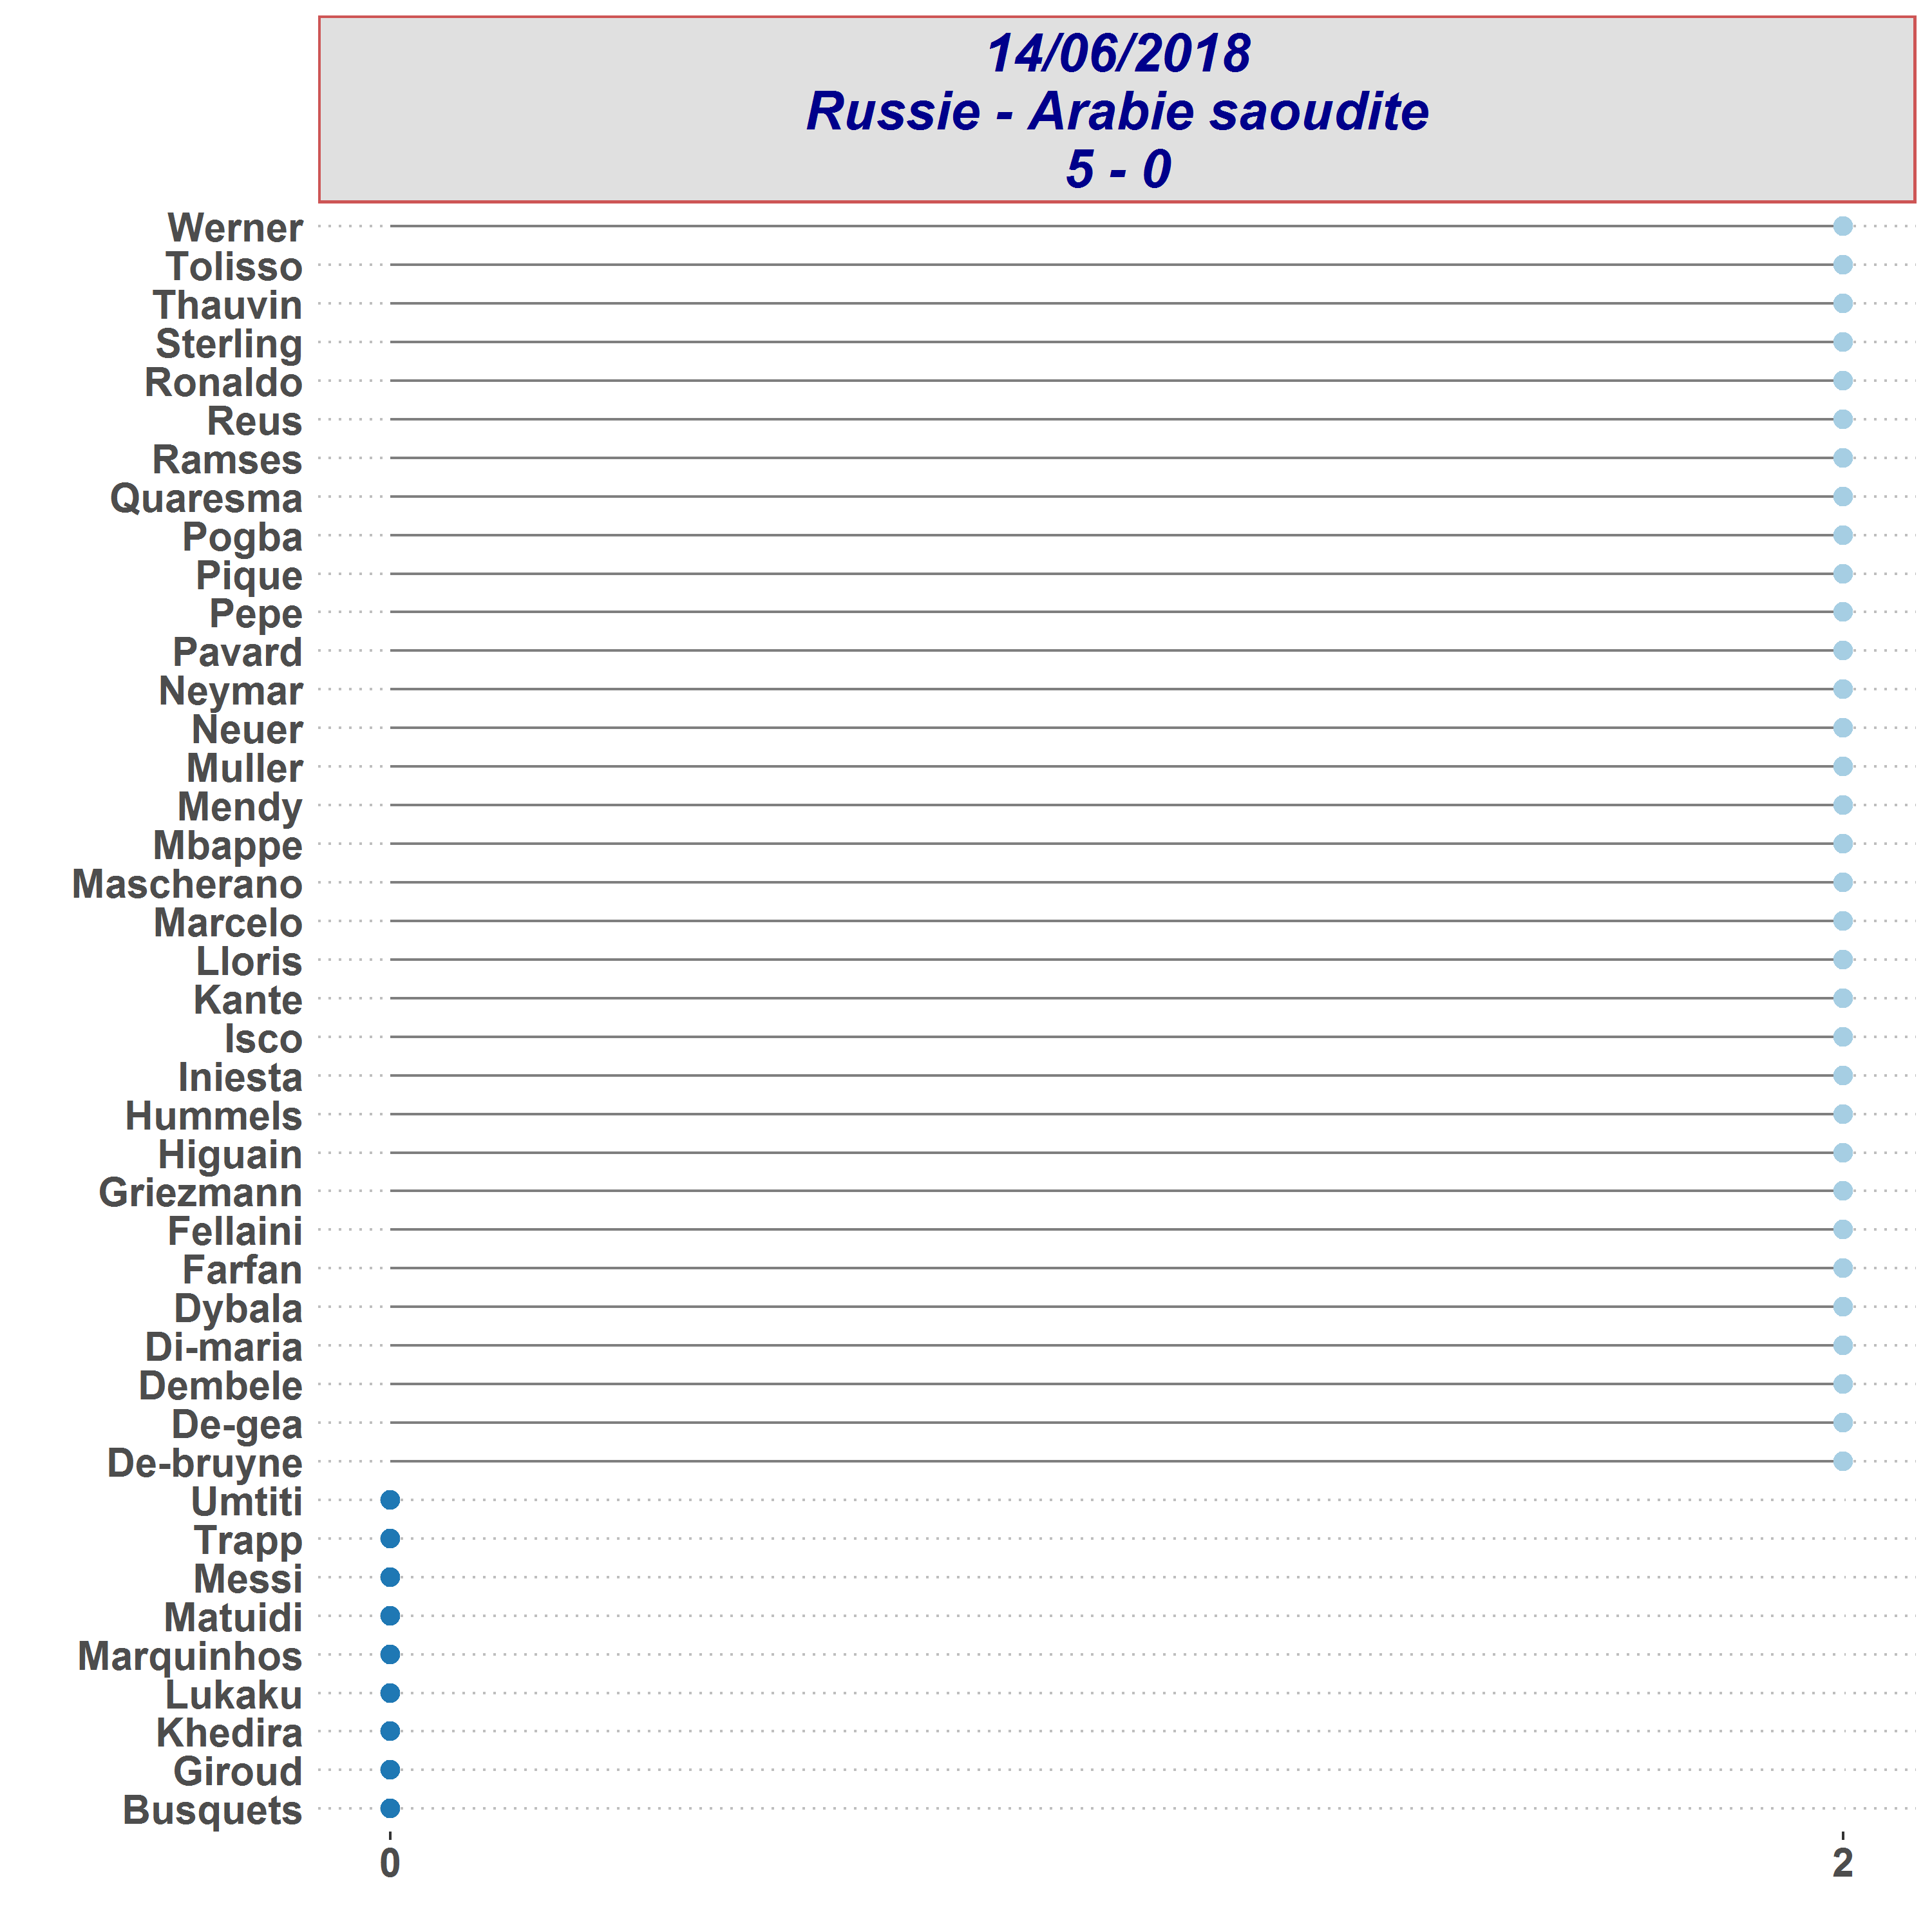 14/06/2018
Russie - Arabie saoudite
5 - 0
Werner
Tolisso
Thauvin
Sterling
Ronaldo
Reus
Ramses
Quaresma
Pogba
Pique
Pepe
Pavard
Neymar
Neuer
Muller
Mendy
Mbappe
Mascherano
Marcelo
Lloris
Kante
Isco
Iniesta
Hummels
Higuain
Griezmann
Fellaini
Farfan
Dybala
Di-maria
Dembele
De-gea
De-bruyne
Umtiti
Trapp
Messi
Matuidi
Marquinhos
Lukaku
Khedira
Giroud
Busquets
0 2